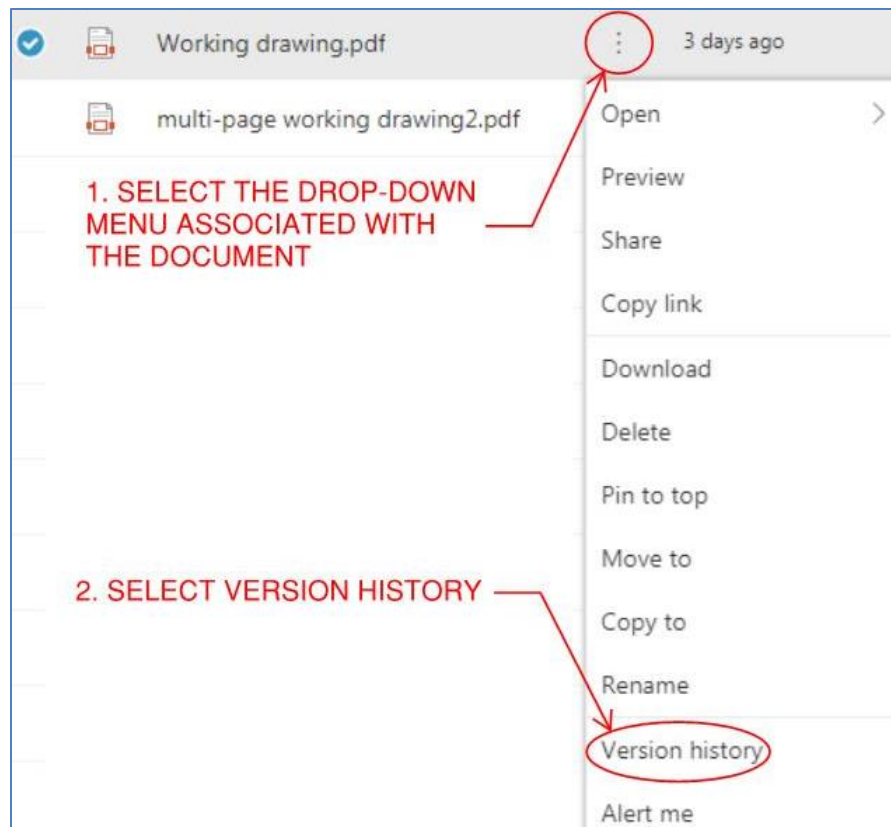 Working drawing.pdf
3 days ago
multi-page working drawing2.pdf
Open
Preview
1. SELECT THE DROP-DOWN
MENU ASSOCIATED WITH
THE DOCUMENT
Share
Copy link
Download
Delete
Pin to top
Move to
2. SELECT VERSION HISTORY
Copy to
Rename
Version history
Alert me